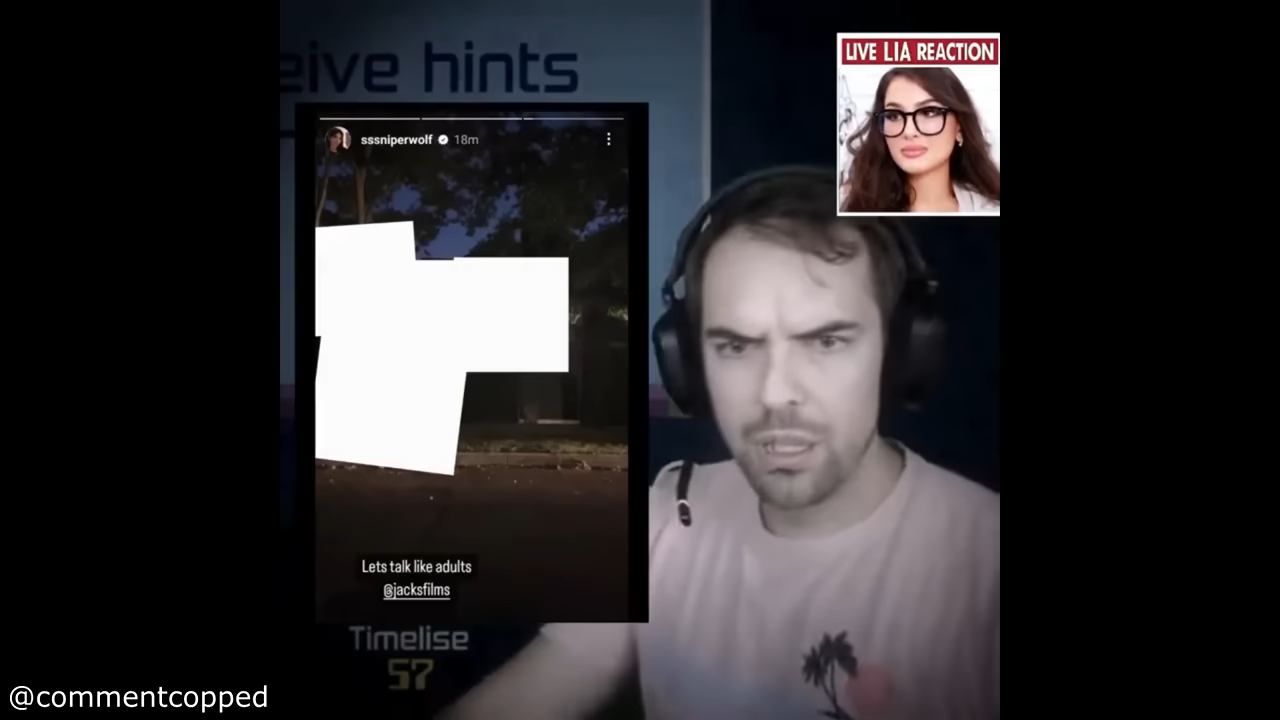 eive hints
LIVE LIA REACTION
sssniperwolf 18m
Lets talk like adults
@jacksfilms
Timelise
57
@commentcopped